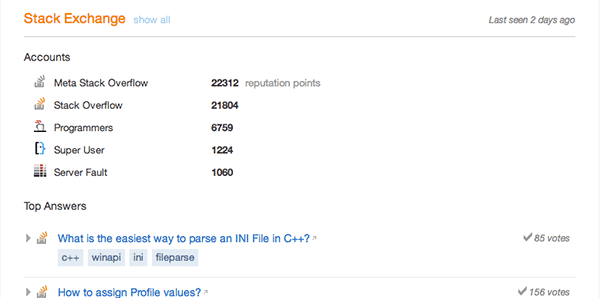 Stack Exchange show all Last seen 2 days ago
Accounts
Meta Stack Overflow 22312 reputation points
Stack Overflow 21804
Programmers 6759
Super User 1224
Server Fault 1060
Top Answers
What is the easiest way to parse an INI File in C++? 85 votes
c++ winapi ini fileparse
How to assign Profile values? 156 votes